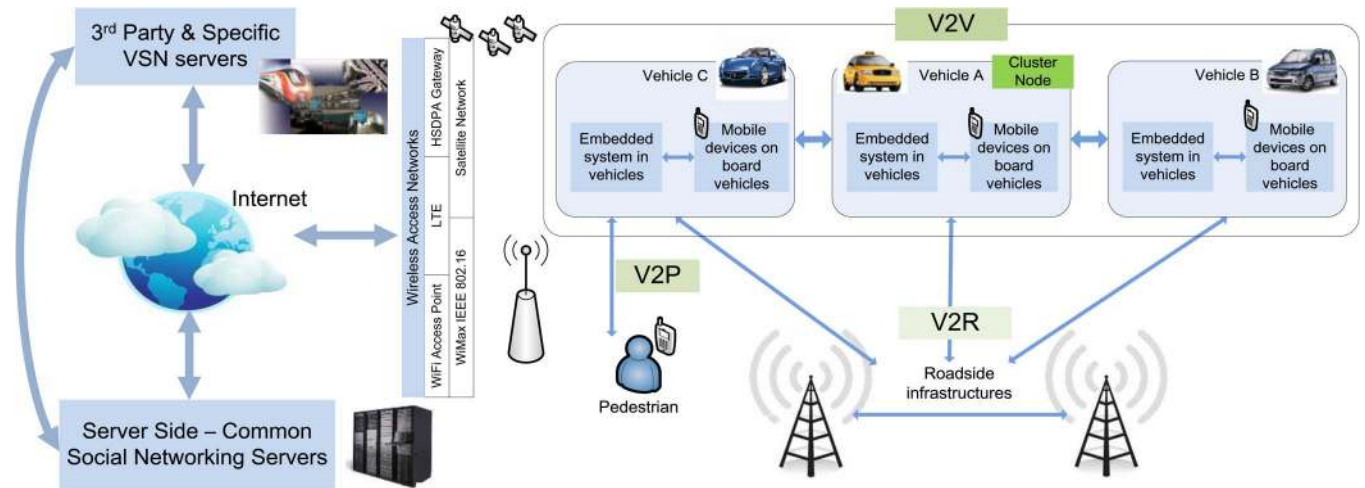 3rd Party & Specific
VSN servers
Internet
Server Side – Common
Social Networking Servers
Wireless Access Networks
HSDPA Gateway
LTE
WiFi Access Point
Satellite Network
WiMax IEEE 802.16
V2V
Vehicle C
Embedded
system in
vehicles
Mobile
devices on
board
vehicles
Vehicle A
Cluster
Node
Embedded
system in
vehicles
Mobile
devices on
board
vehicles
Vehicle B
Embedded
system in
vehicles
Mobile
devices on
board
vehicles
V2P
Pedestrian
V2R
Roadside
infrastructures